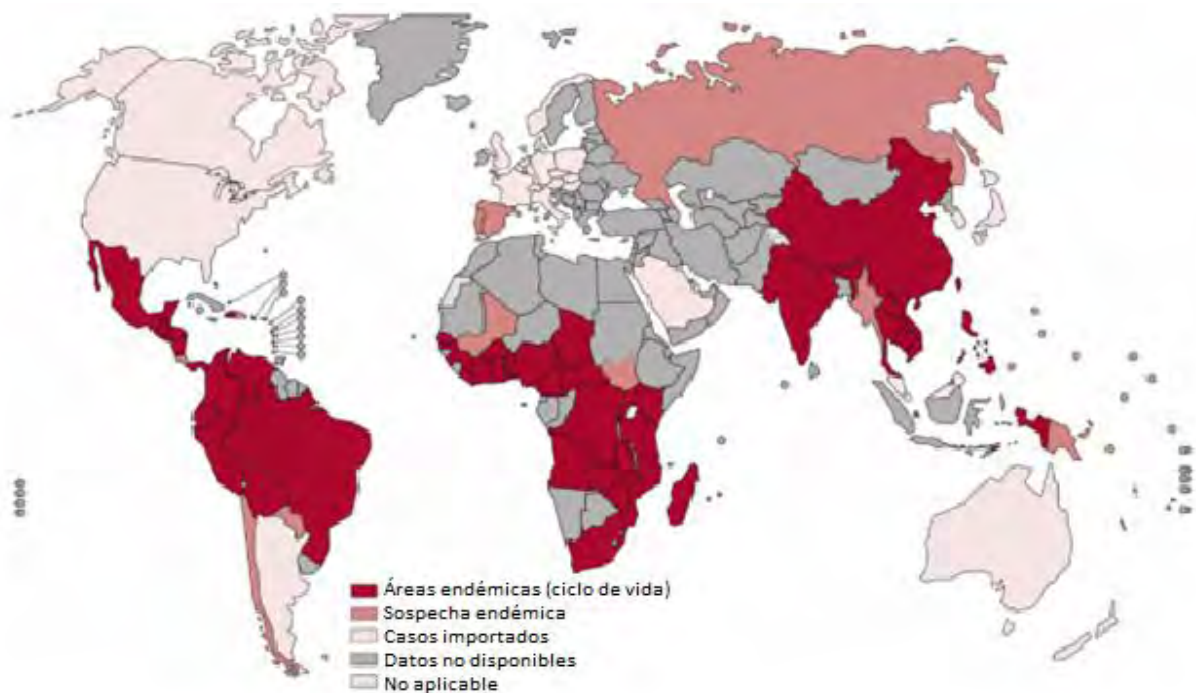 Áreas endémicas (ciclo de vida)
Sospecha endémica
Casos importados
Datos no disponibles
No aplicable